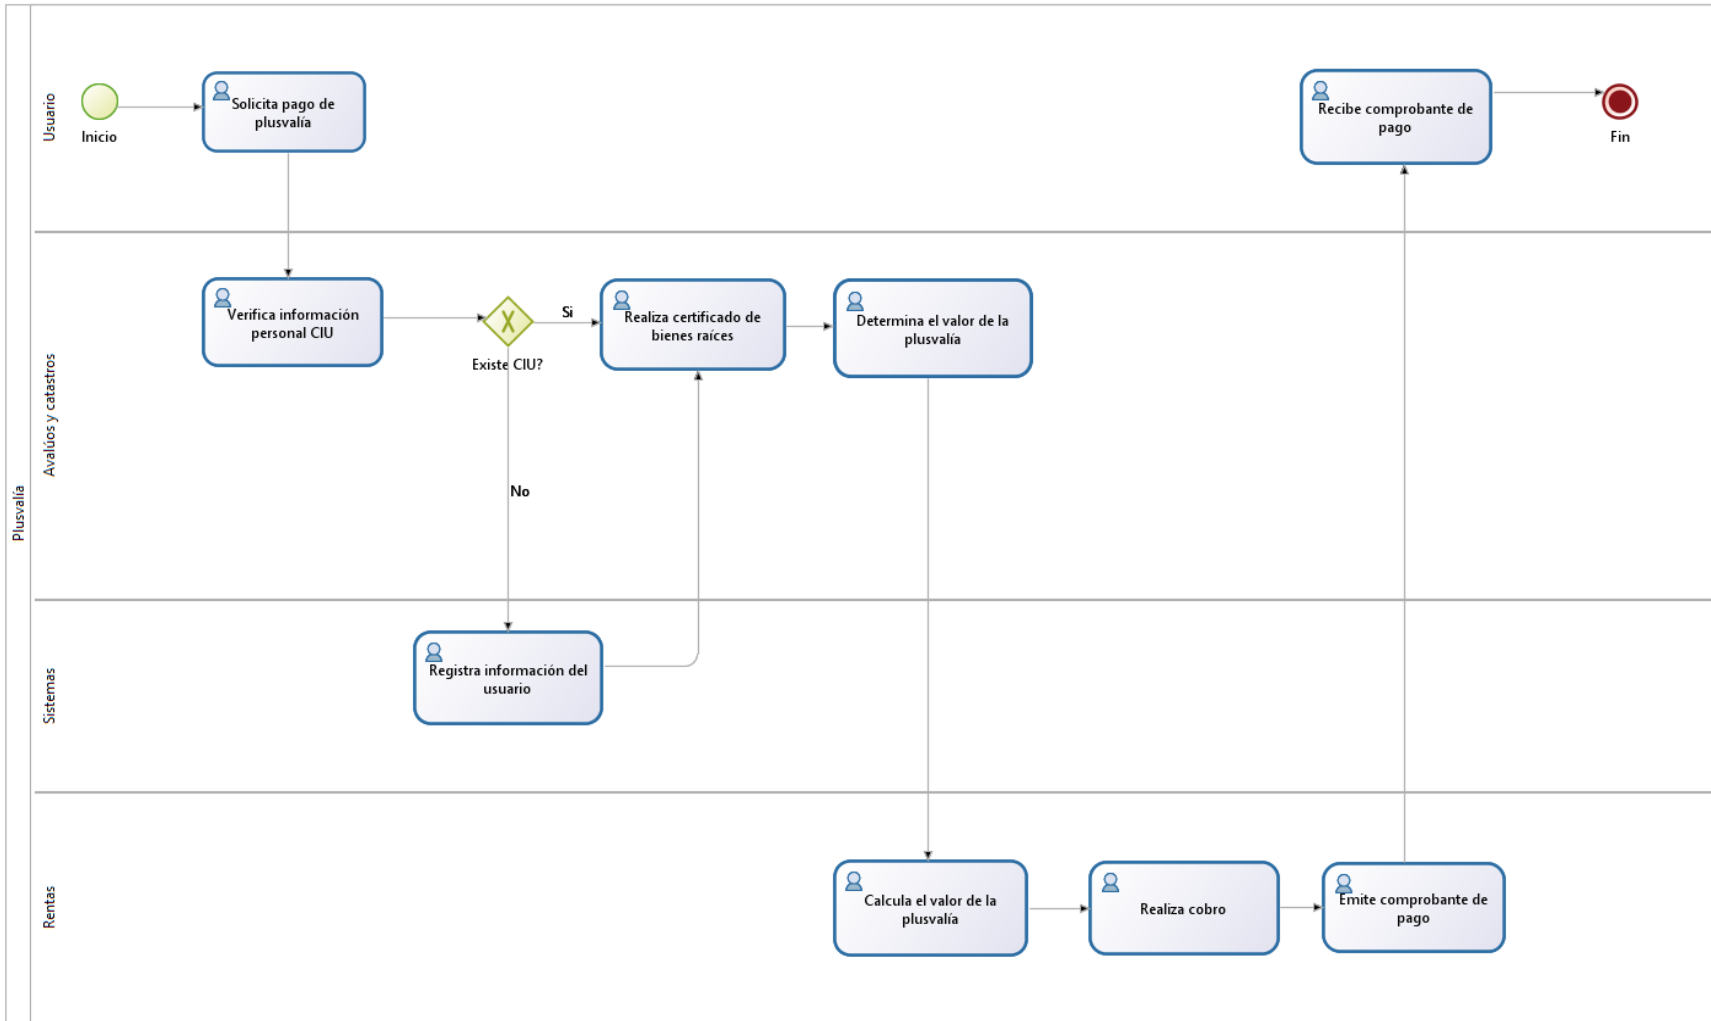 Plusvalía
Usuario
Inicio
Solicita pago de
plusvalía
Recibe comprobante de
pago
Fin
Avalúos y catastros
Verifica información
personal CIU
Existe CIU?
Si
No
Realiza certificado de
bienes raíces
Determina el valor de la
plusvalía
Sistemas
Registra información del
usuario
Rentas
Calcula el valor de la
plusvalía
Realiza cobro
Emite comprobante de
pago